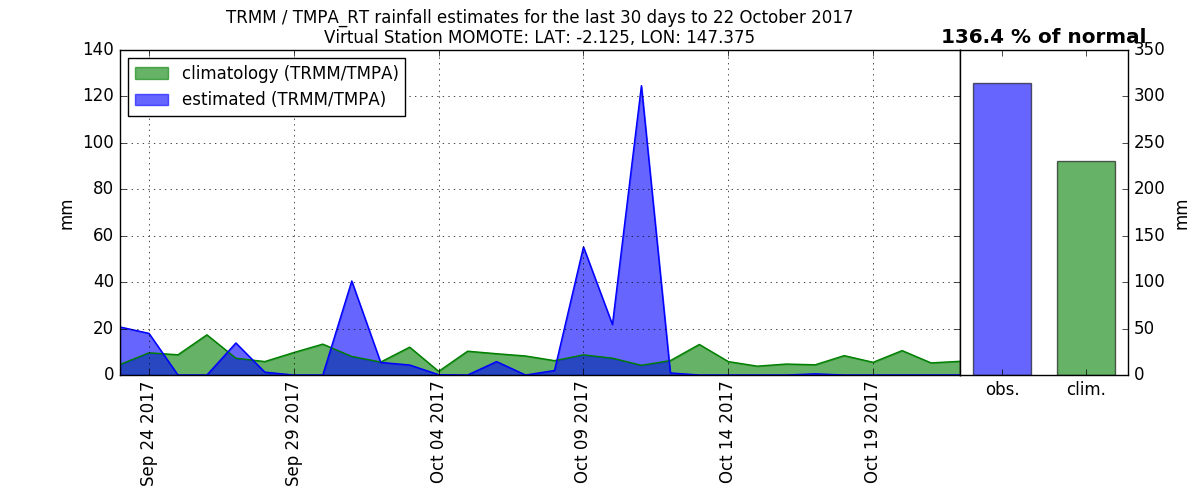 TRMM / TMPA_RT rainfall estimates for the last 30 days to 22 October 2017
Virtual Station MOMOTE: LAT: -2.125, LON: 147.375
136.4 % of normal
climatology (TRMM/TMPA)
estimated (TRMM/TMPA)
mm
140
120
100
80
60
40
20
0
Sep 24 2017
Sep 29 2017
Oct 04 2017
Oct 09 2017
Oct 14 2017
Oct 19 2017
350
300
250
200
150
100
50
0
mm
obs.
clim.